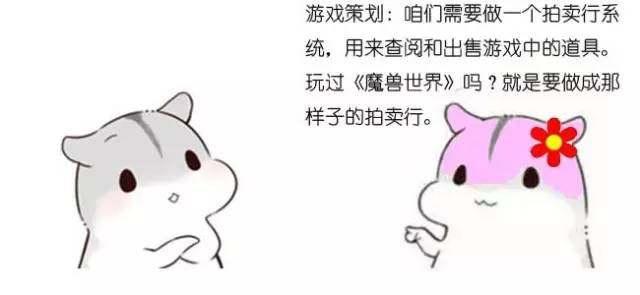 游戏策划：咱们需要做一个拍卖行系
统，用来查阅和出售游戏中的道具。
玩过《魔兽世界》吗？就是要做成那
样子的拍卖行。